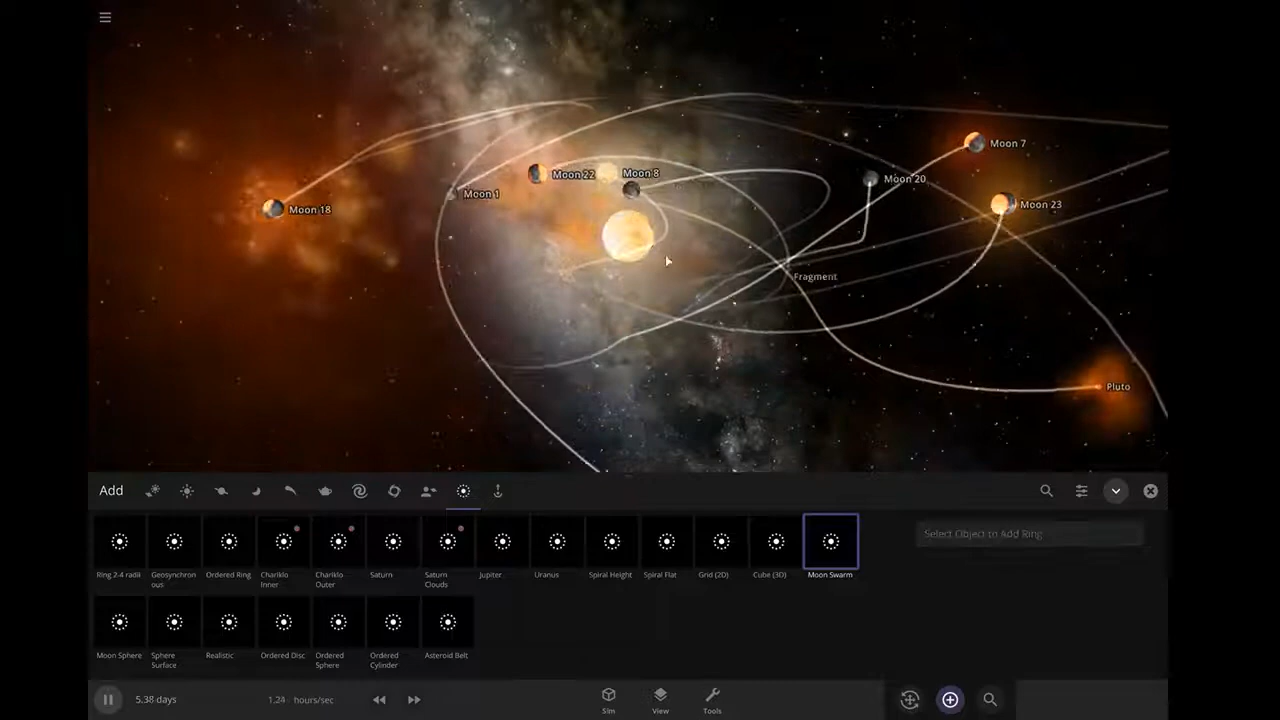 Moon 7
Moon 22
Moon 8
Moon 20
Moon 1
Moon 18
Moon 23
Fragment
Pluto
Add
Select Object to Add Ring
Ring 2-4 radii
Geosynchron
ous
Ordered Ring
Chariklo
Inner
Chariklo
Outer
Saturn
Saturn
Clouds
Jupiter
Uranus
Spiral Height
Spiral Flat
Grid (2D)
Cube (3D)
Moon Swarm
Moon Sphere
Sphere
Surface
Realistic
Ordered Disc
Ordered
Sphere
Ordered
Cylinder
Asteroid Belt
5.38 days
1.24 hours/sec
Sim
View
Tools